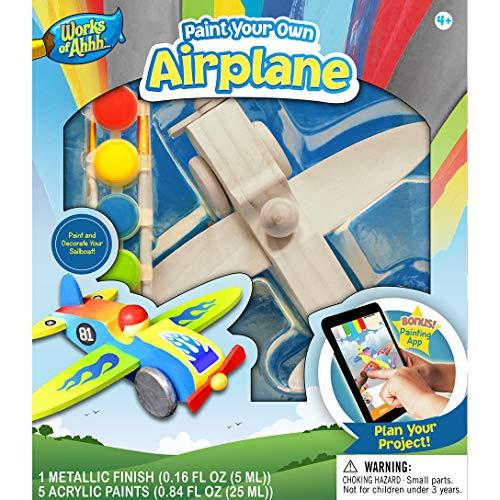 Works
of Ahhh...
4+
Paint Your Own
Airplane
Paint and
Decorate Your
Sailboat!
81
BONUS!
Painting
App
Plan Your
Project!
1 METALLIC FINISH (0.16 FL OZ (5 ML))
5 ACRYLIC PAINTS (0.84 FL OZ (25 ML))
WARNING:
CHOKING HAZARD - Small parts.
Not for children under 3 years.